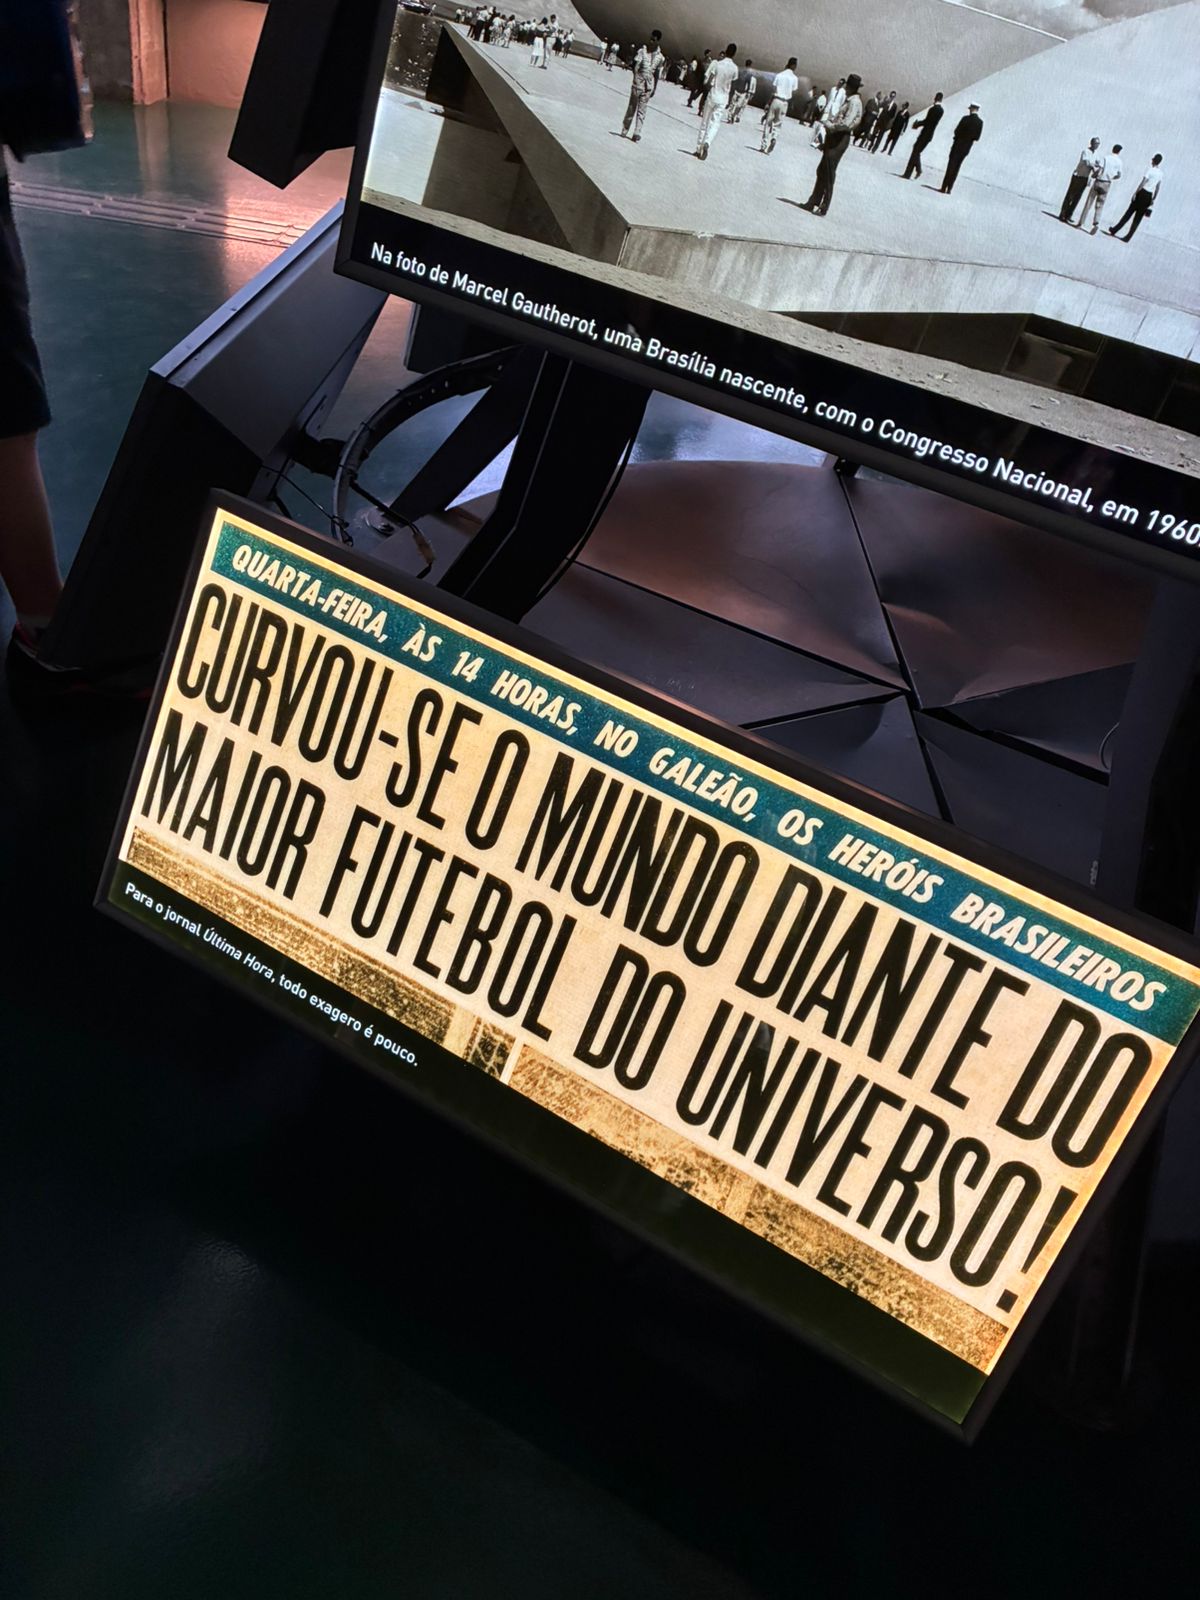 Na foto de Marcel Gautherot, uma Brasília nascente, com o Congresso Nacional, em 1960.
QUARTA-FEIRA, ÀS 14 HORAS, NO GALEÃO, OS HERÓIS BRASILEIROS
CURVOU-SE O MUNDO DIANTE DO
MAIOR FUTEBOL DO UNIVERSO!
Para o jornal Última Hora, todo exagero é pouco.